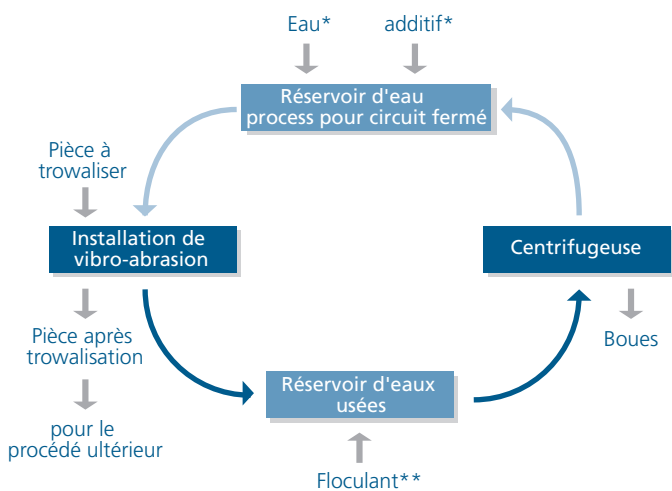 Eau*
additif*
Réservoir d'eau
process pour circuit fermé
Pièce à
trowaliser
Installation de
vibro-abrasion
Centrifugeuse
Pièce après
trowalisation
Boues
Réservoir d'eaux
usées
pour le
procédé ultérieur
Floculant**